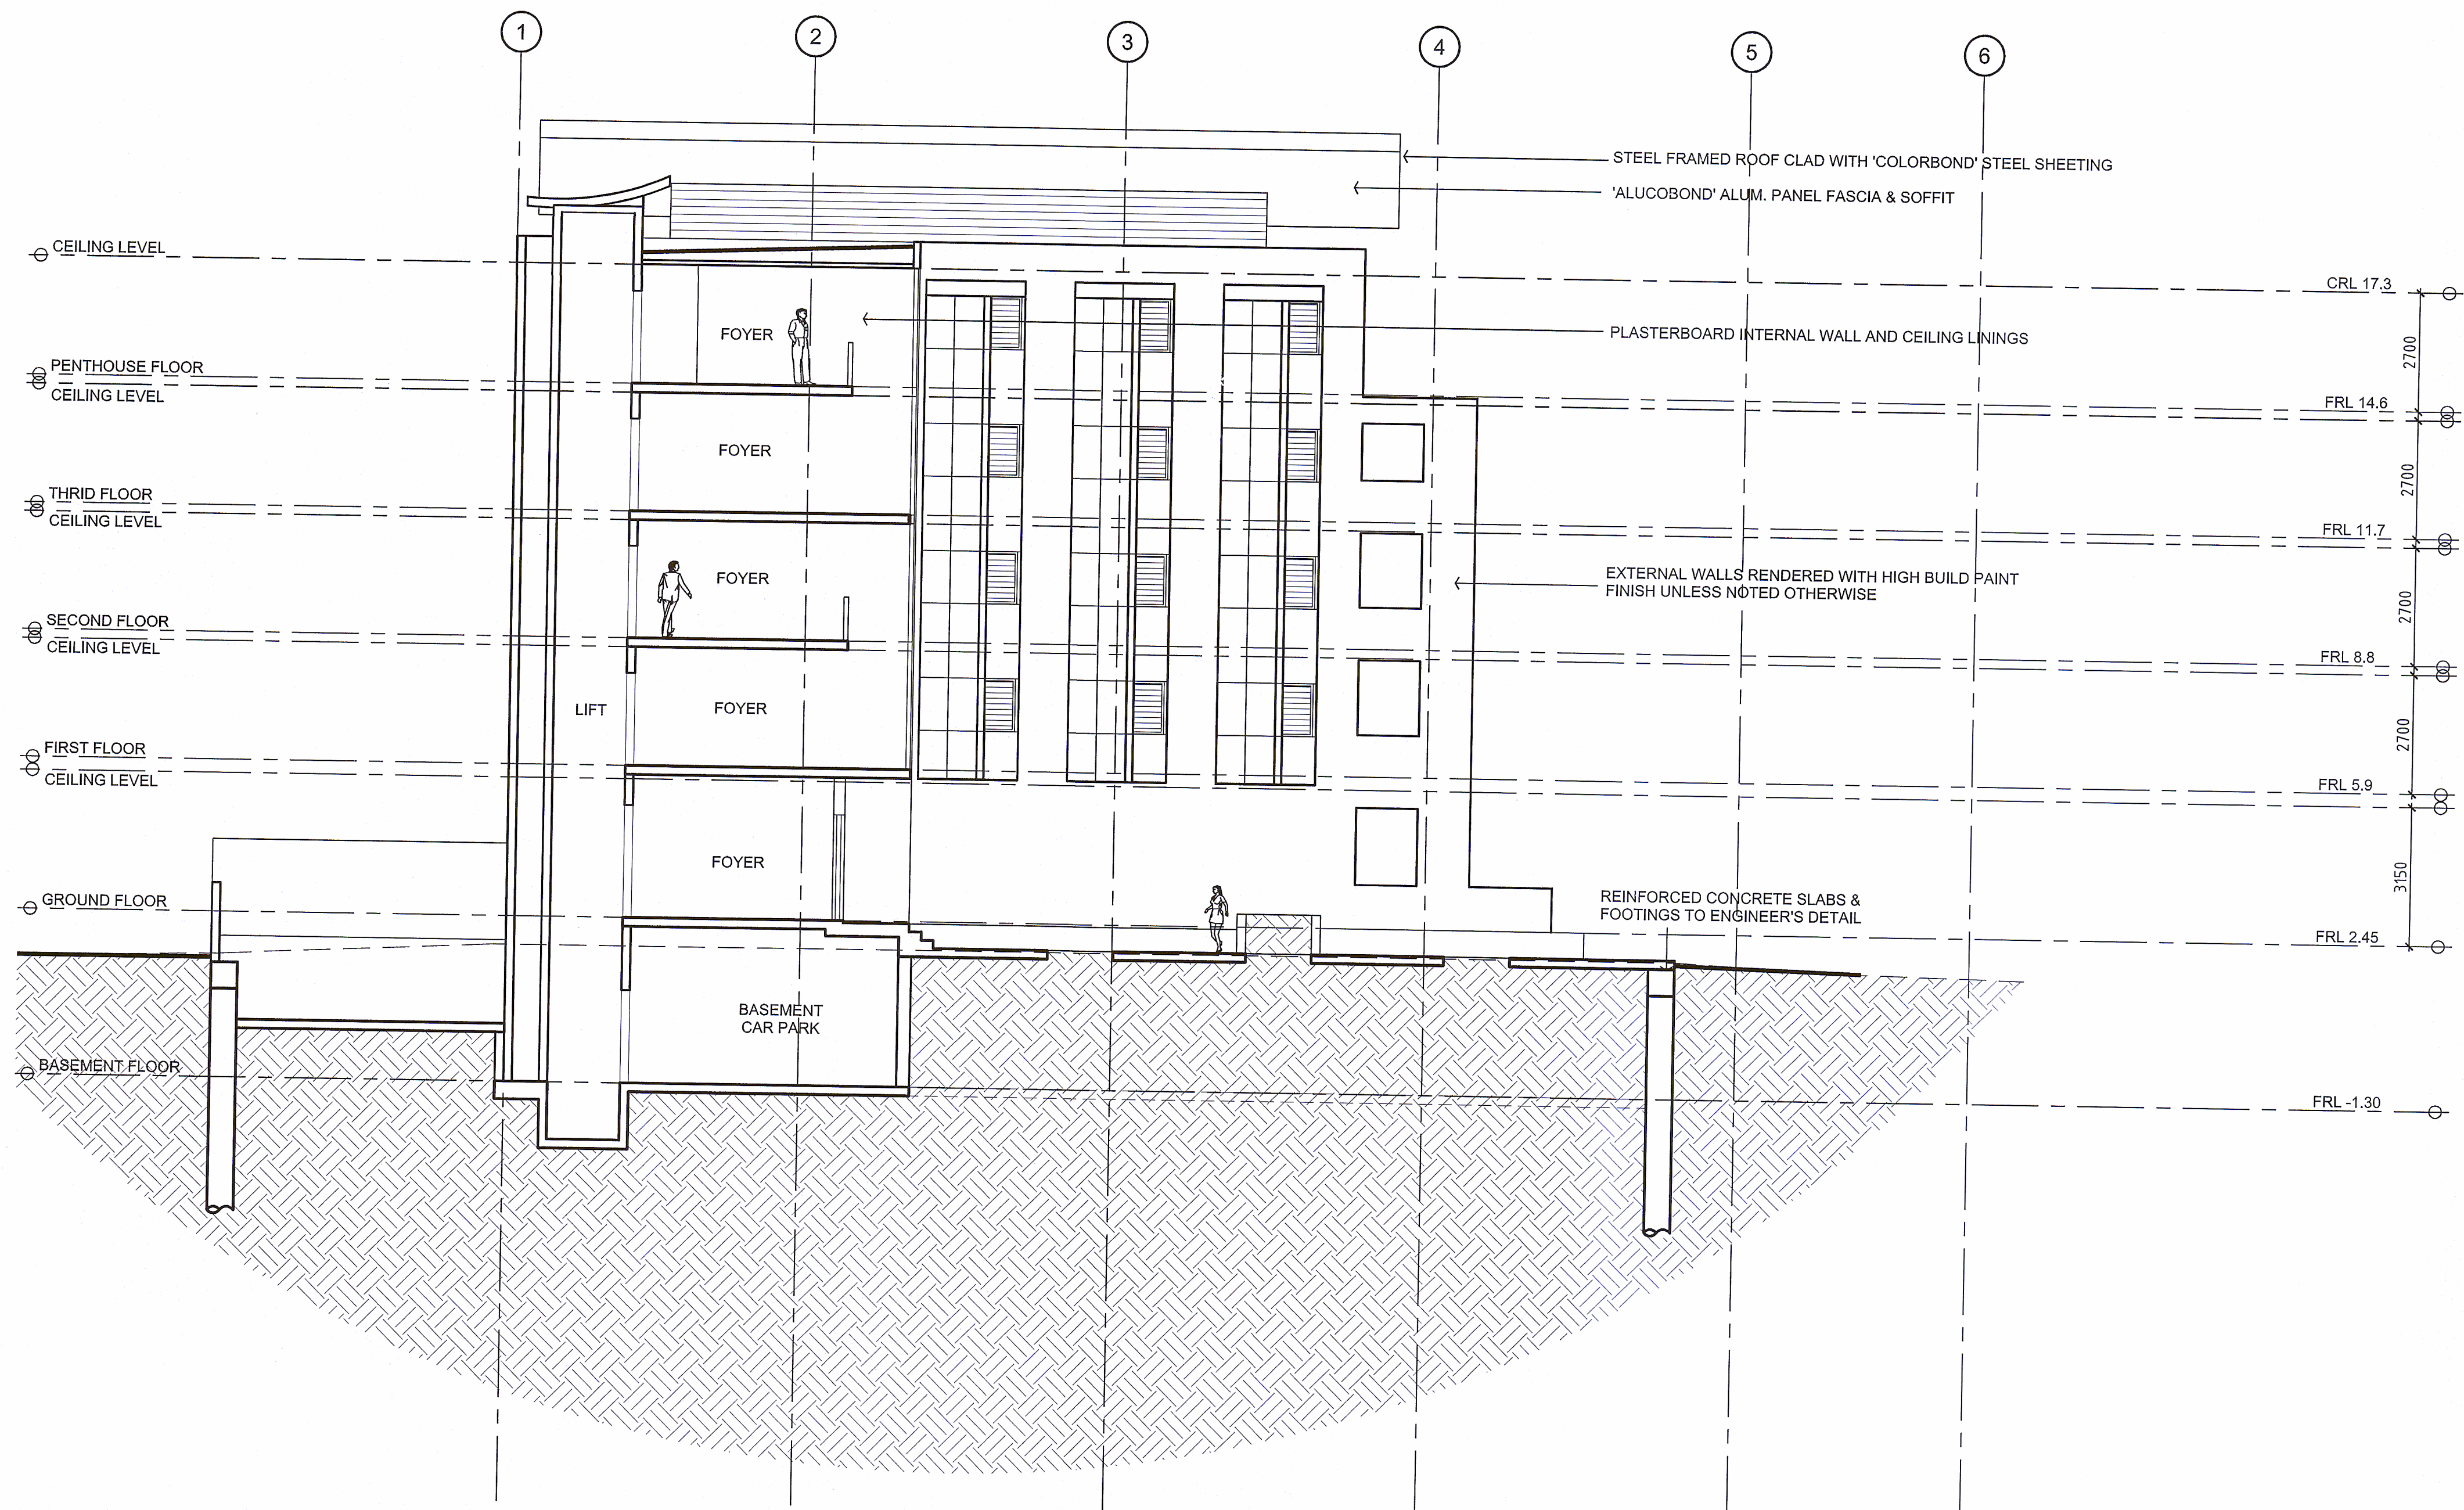 1
2
3
4
5
6
STEEL FRAMED ROOF CLAD WITH 'COLORBOND' STEEL SHEETING
'ALUCOBOND' ALUM. PANEL FASCIA & SOFFIT
CEILING LEVEL
CRL 17.3
FOYER
PLASTERBOARD INTERNAL WALL AND CEILING LININGS
2700
PENTHOUSE FLOOR
CEILING LEVEL
FRL 14.6
FOYER
2700
THRID FLOOR
CEILING LEVEL
FRL 11.7
FOYER
EXTERNAL WALLS RENDERED WITH HIGH BUILD PAINT
FINISH UNLESS NOTED OTHERWISE
2700
SECOND FLOOR
CEILING LEVEL
FRL 8.8
LIFT
FOYER
2700
FIRST FLOOR
CEILING LEVEL
FRL 5.9
FOYER
3150
GROUND FLOOR
REINFORCED CONCRETE SLABS &
FOOTINGS TO ENGINEER'S DETAIL
FRL 2.45
BASEMENT
CAR PARK
BASEMENT FLOOR
FRL -1.30